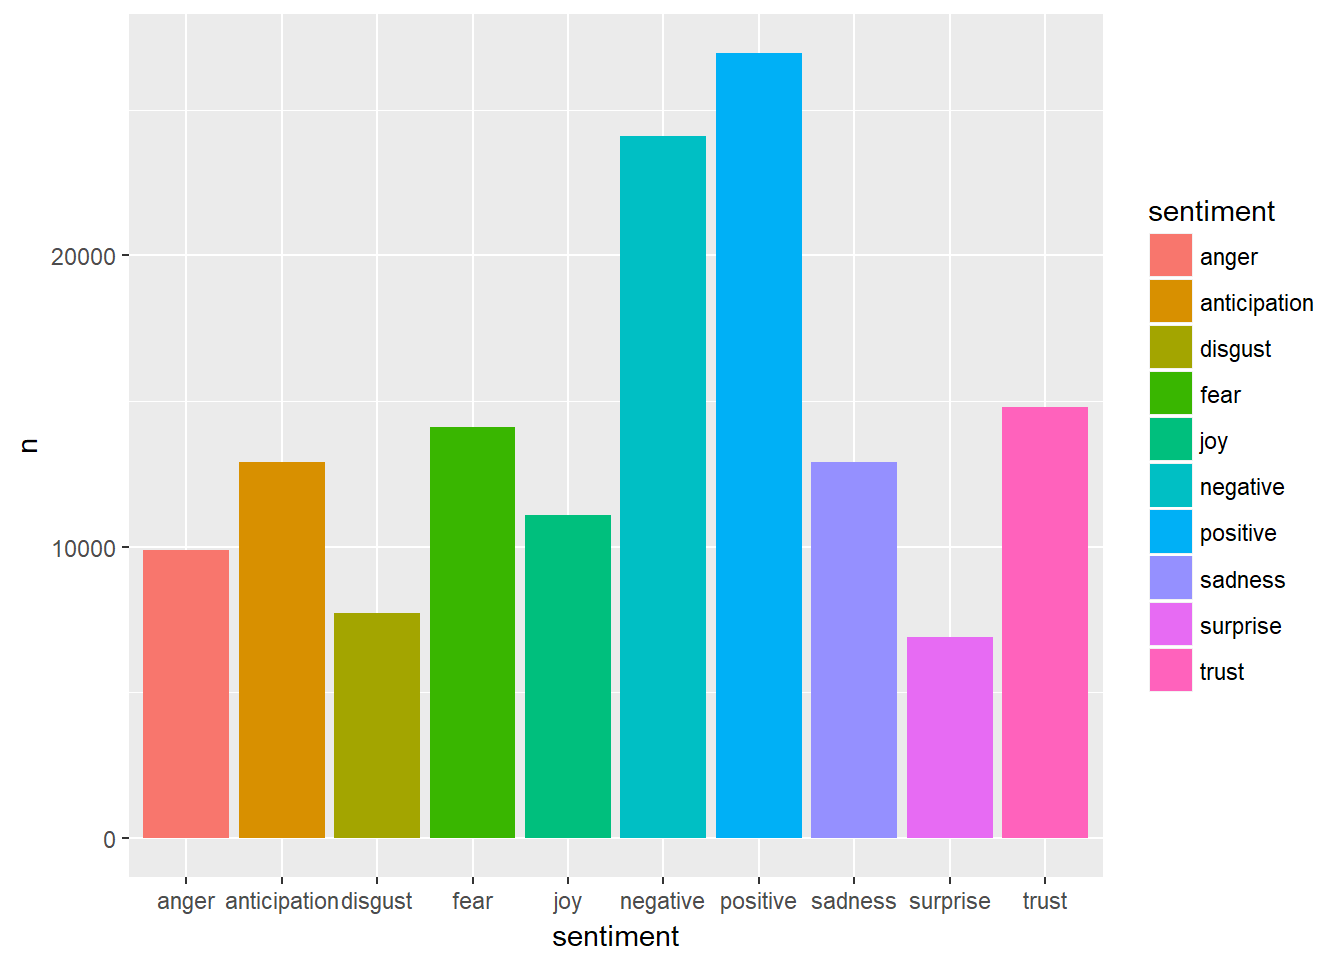 n
20000
10000
0
anger anticipation disgust fear joy negative positive sadness surprise trust
sentiment
sentiment
anger
anticipation
disgust
fear
joy
negative
positive
sadness
surprise
trust